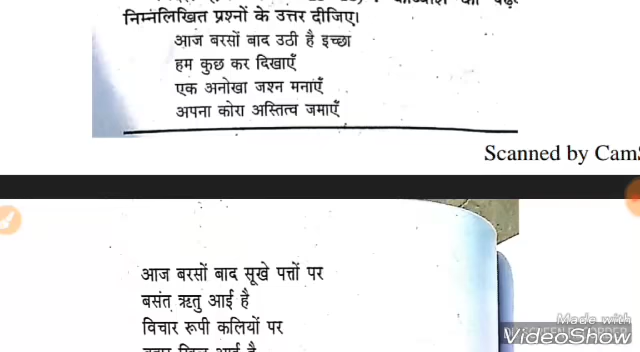 निम्नलिखित प्रश्नों के उत्तर दीजिए।
आज बरसों बाद उठी है इच्छा
हम कुछ कर दिखाएँ
एक अनोखा जश्न मनाएँ
अपना कोरा अस्तित्व जमाएँ
Scanned by CamS
आज बरसों बाद सूखे पत्तों पर
बसंत ऋतु आई है
विचार रूपी कलियों पर
Made with
VideoShow